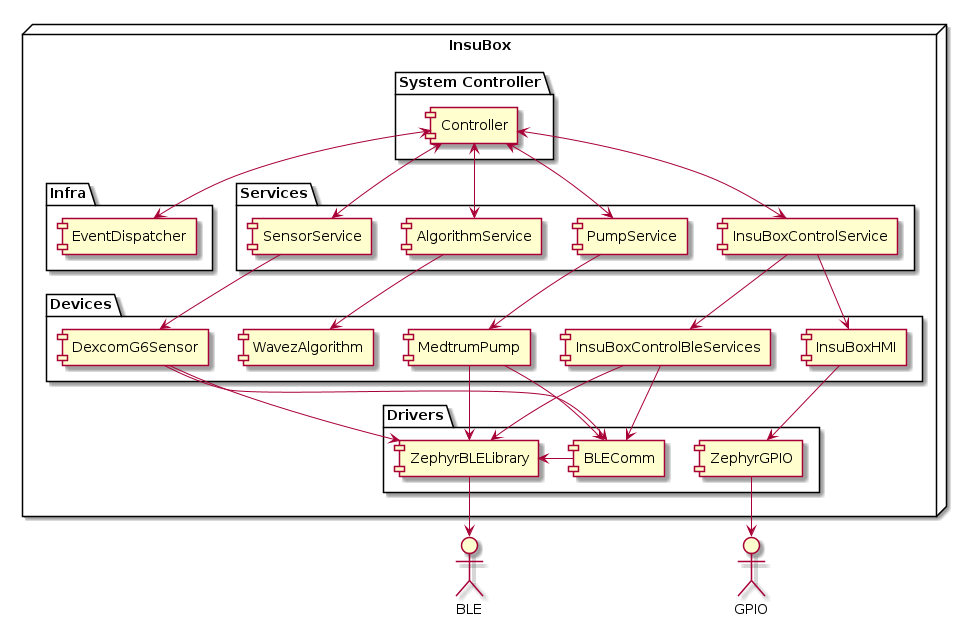 InsuBox
System Controller
Controller
Infra
EventDispatcher
Services
SensorService
AlgorithmService
PumpService
InsuBoxControlService
Devices
DexcomG6Sensor
WavezAlgorithm
MedtrumPump
InsuBoxControlBleServices
InsuBoxHMI
Drivers
ZephyrBLELibrary
BLEComm
ZephyrGPIO
BLE
GPIO